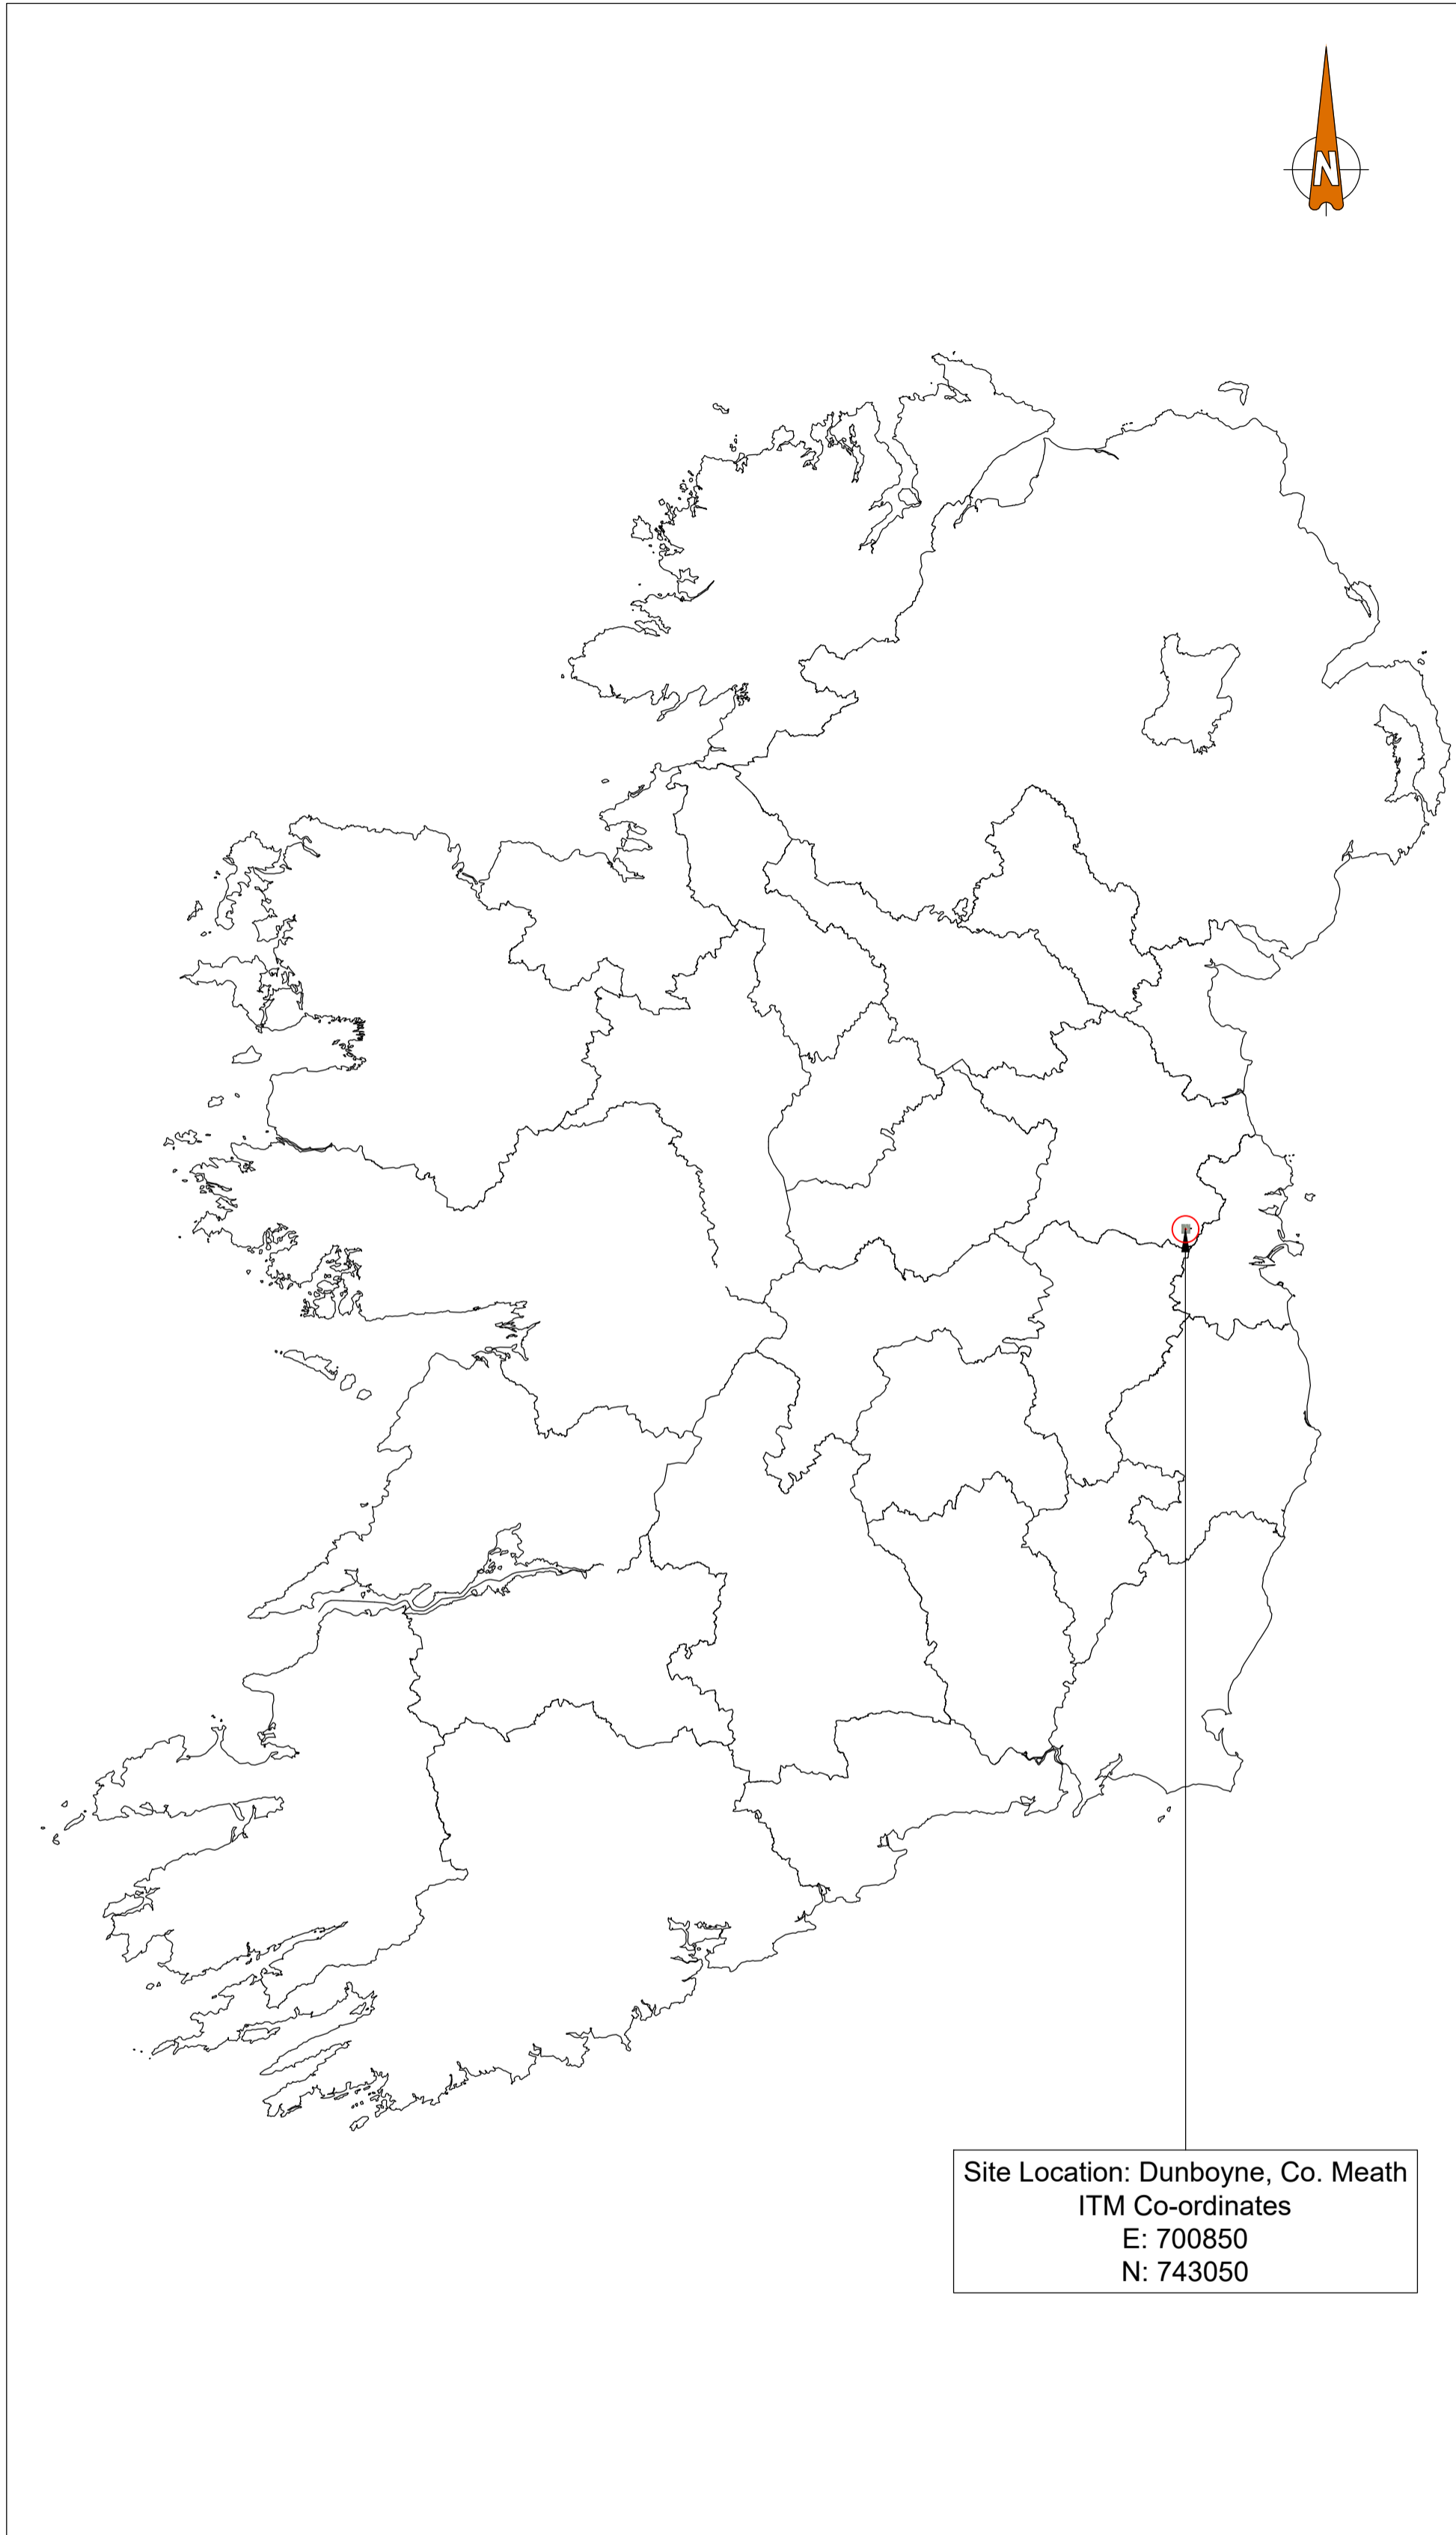 N
Site Location: Dunboyne, Co. Meath
ITM Co-ordinates
E: 700850
N: 743050